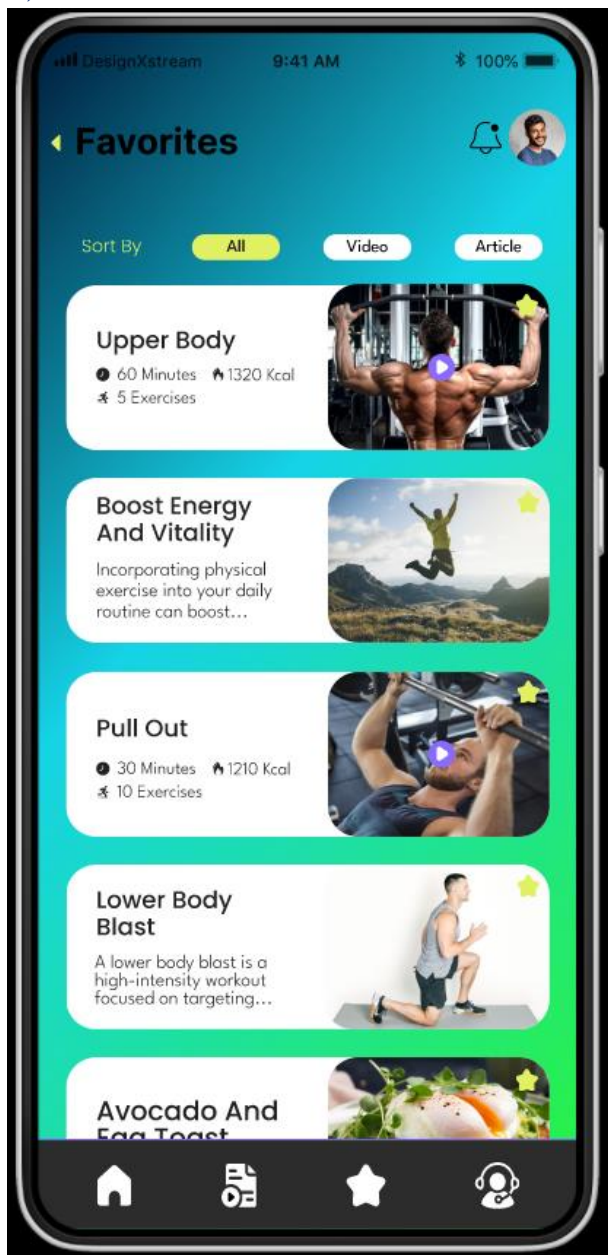 DesignXstream 9:41 AM 100%
Favorites
Sort By All Video Article
Upper Body
60 Minutes 1320 Kcal
5 Exercises
Boost Energy
And Vitality
Incorporating physical
exercise into your daily
routine can boost...
Pull Out
30 Minutes 1210 Kcal
10 Exercises
Lower Body
Blast
A lower body blast is a
high-intensity workout
focused on targeting...
Avocado And
Egg Toast